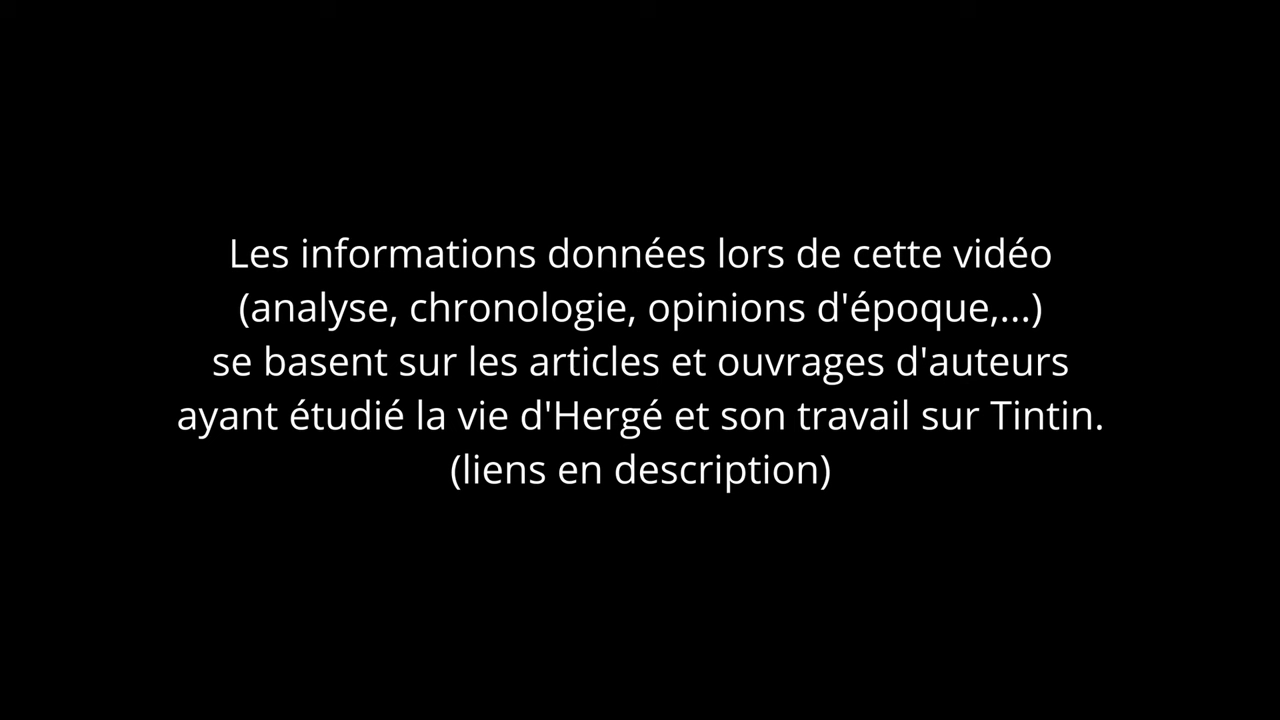 Les informations données lors de cette vidéo
(analyse, chronologie, opinions d'époque,...)
se basent sur les articles et ouvrages d'auteurs
ayant étudié la vie d'Hergé et son travail sur Tintin.
(liens en description)